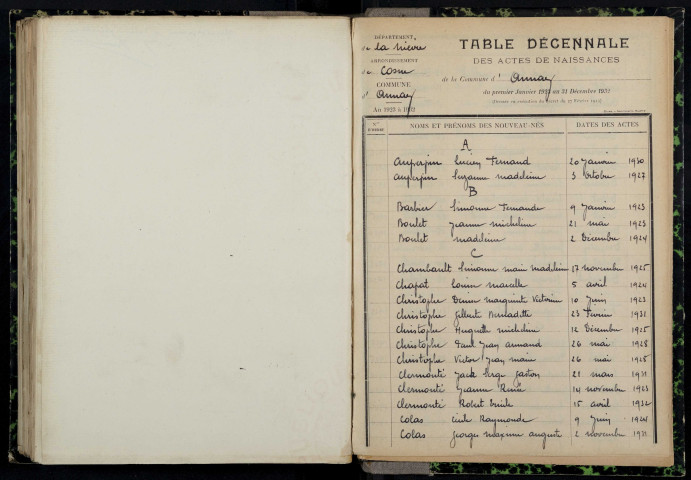 DÉPARTEMENT
de la Nièvre
ARRONDISSEMENT
de Cosne
COMMUNE
d' Annay
An 1923 à 1932
TABLE DÉCENNALE
DES ACTES DE NAISSANCES
de la Commune d' Annay
du premier Janvier 1923 au 31 Décembre 1932
NOMS ET PRÉNOMS DES NOUVEAU-NÉS DATES DES ACTES
A
Auperpin Lucien Fernand 20 Janvier 1930
Auperpin Suzanne Madeleine 3 Octobre 1927
B
Barbier Simonne Fernande 9 Janvier 1923
Boulet Jeanne Micheline 21 mai 1923
Boulet Madeleine 2 Décembre 1924
C
Chambault Simonne Marie Madeleine 17 novembre 1925
Chapat Louise Marcelle 5 avril 1924
Christophe Denise Marguerite Victorine 10 Juin 1923
Christophe Gilberte Bernadette 23 Février 1931
Christophe Huguette Micheline 12 Décembre 1925
Christophe Paul Jean Armand 26 mai 1928
Christophe Victor Jean Marie 26 mai 1928
Clermonté Jack Serge Gaston 21 mars 1931
Clermonté Jeanne Renée 14 novembre 1923
Clermonté Robert Emile 15 avril 1932
Colas Cécile Raymonde 9 Juin 1924
Colas Georges Maxime Auguste 2 novembre 1931